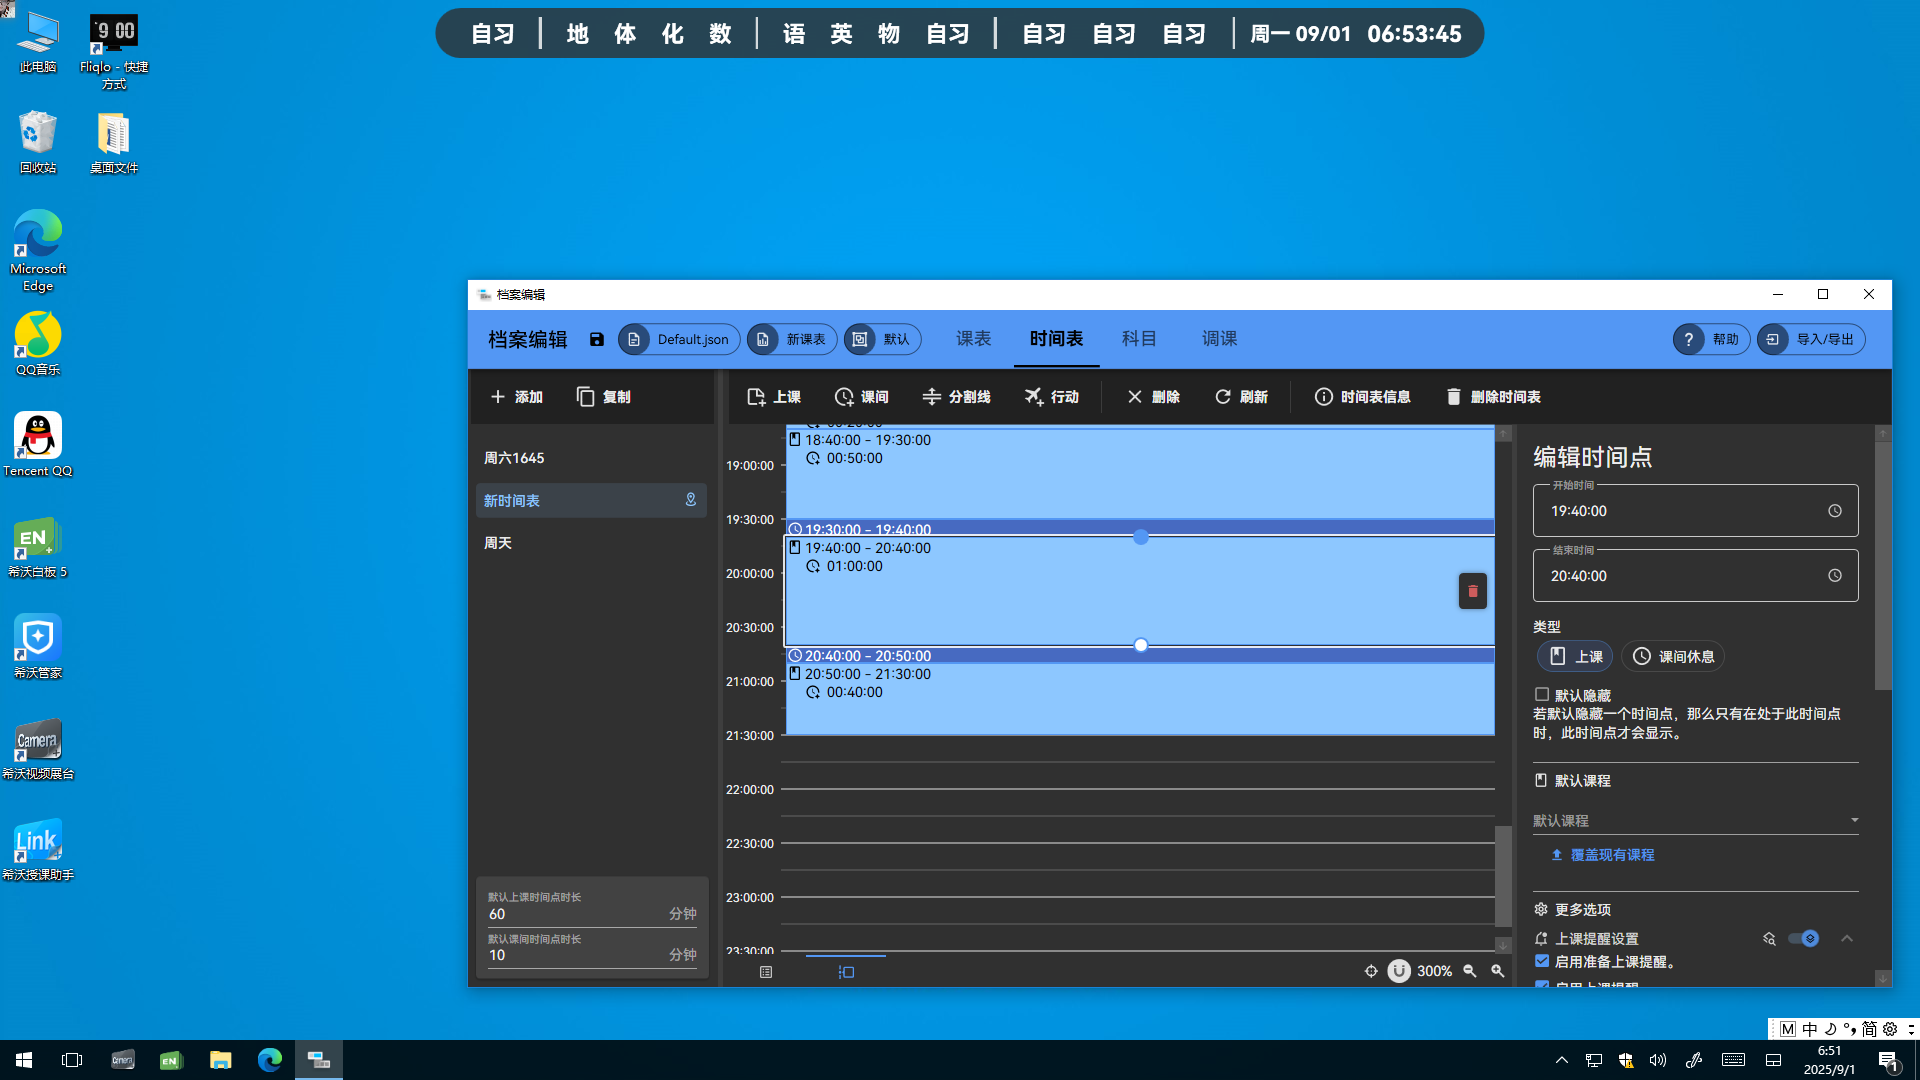 自习 | 地 体 化 数 | 语 英 物 自习 | 自习 自习 自习 | 周一 09/01 06:53:45
此电脑
9 00
Fliqlo - 快捷方式
回收站
桌面文件
Microsoft Edge
QQ音乐
Tencent QQ
EN
希沃白板 5
希沃管家
Camera
希沃视频展台
Link
希沃授课助手
档案编辑
档案编辑
Default.json
新课表
默认
课表
时间表
科目
调课
? 帮助
导入/导出
添加
复制
上课
课间
分割线
行动
删除
刷新
时间表信息
删除时间表
周六1645
新时间表
周天
默认上课时间点时长
60 分钟
默认课间时间点时长
10 分钟
18:40:00 - 19:30:00
00:50:00
19:00:00
19:30:00
19:30:00 - 19:40:00
19:40:00 - 20:40:00
01:00:00
20:00:00
20:30:00
20:40:00 - 20:50:00
20:50:00 - 21:30:00
00:40:00
21:00:00
21:30:00
22:00:00
22:30:00
23:00:00
23:30:00
300%
编辑时间点
开始时间
19:40:00
结束时间
20:40:00
类型
上课
课间休息
默认隐藏
若默认隐藏一个时间点，那么只有在处于此时间点
时，此时间点才会显示。
默认课程
默认课程
覆盖现有课程
更多选项
上课提醒设置
启用准备上课提醒。
启用上课提醒
M 中 简
Camera
EN
6:51
2025/9/1
1